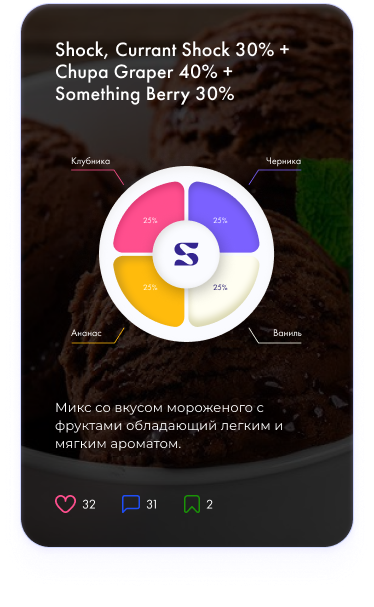 Shock, Currant Shock 30% +
Chupa Graper 40% +
Something Berry 30%
Клубника
Черника
25%
25%
S
25%
25%
Ананас
Ваниль
Микс со вкусом мороженого с
фруктами обладающий легким и
мягким ароматом.
32
31
2